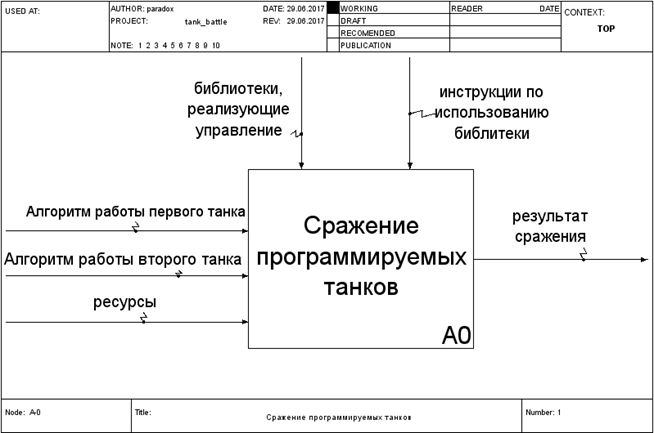 USED AT:
AUTHOR: paradox
DATE: 29.06.2017
PROJECT: tank_battle
REV: 29.06.2017
NOTE: 1 2 3 4 5 6 7 8 9 10
WORKING
DRAFT
RECOMENDED
PUBLICATION
READER
DATE
CONTEXT:
TOP
библиотеки,
реализующие
управление
инструкции по
использованию
библитеки
Алгоритм работы первого танка
Алгоритм работы второго танка
ресурсы
Сражение
программируемых
танков
A0
результат
сражения
Node: A-0
Title:
Сражение программируемых танков
Number: 1